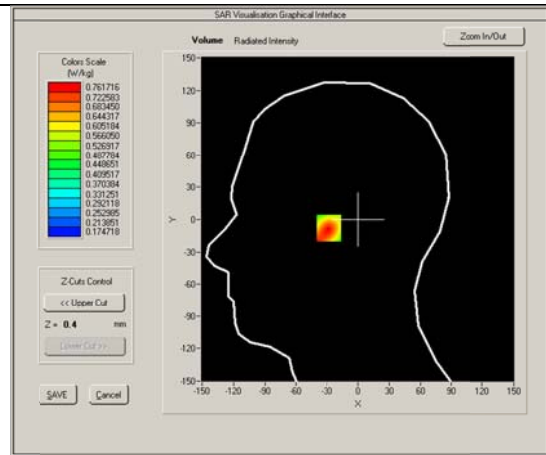 SAR Visualisation Graphical Interface
Volume Radiated Intensity
Zoom In/Out
Colors Scale
(W/kg)
0.761716
0.722583
0.683450
0.644317
0.605184
0.566050
0.526917
0.487784
0.448651
0.409517
0.370384
0.331251
0.292118
0.252985
0.213851
0.174718
Z-Cuts Control
<< Upper Cut
Z = 0.4 mm
Lower Cut >>
SAVE Cancel
Y
150-
120-
90-
60-
30-
0-
-30-
-60-
-90-
-120-
-150-
-150 -120 -90 -60 -30 0 30 60 90 120 150
X